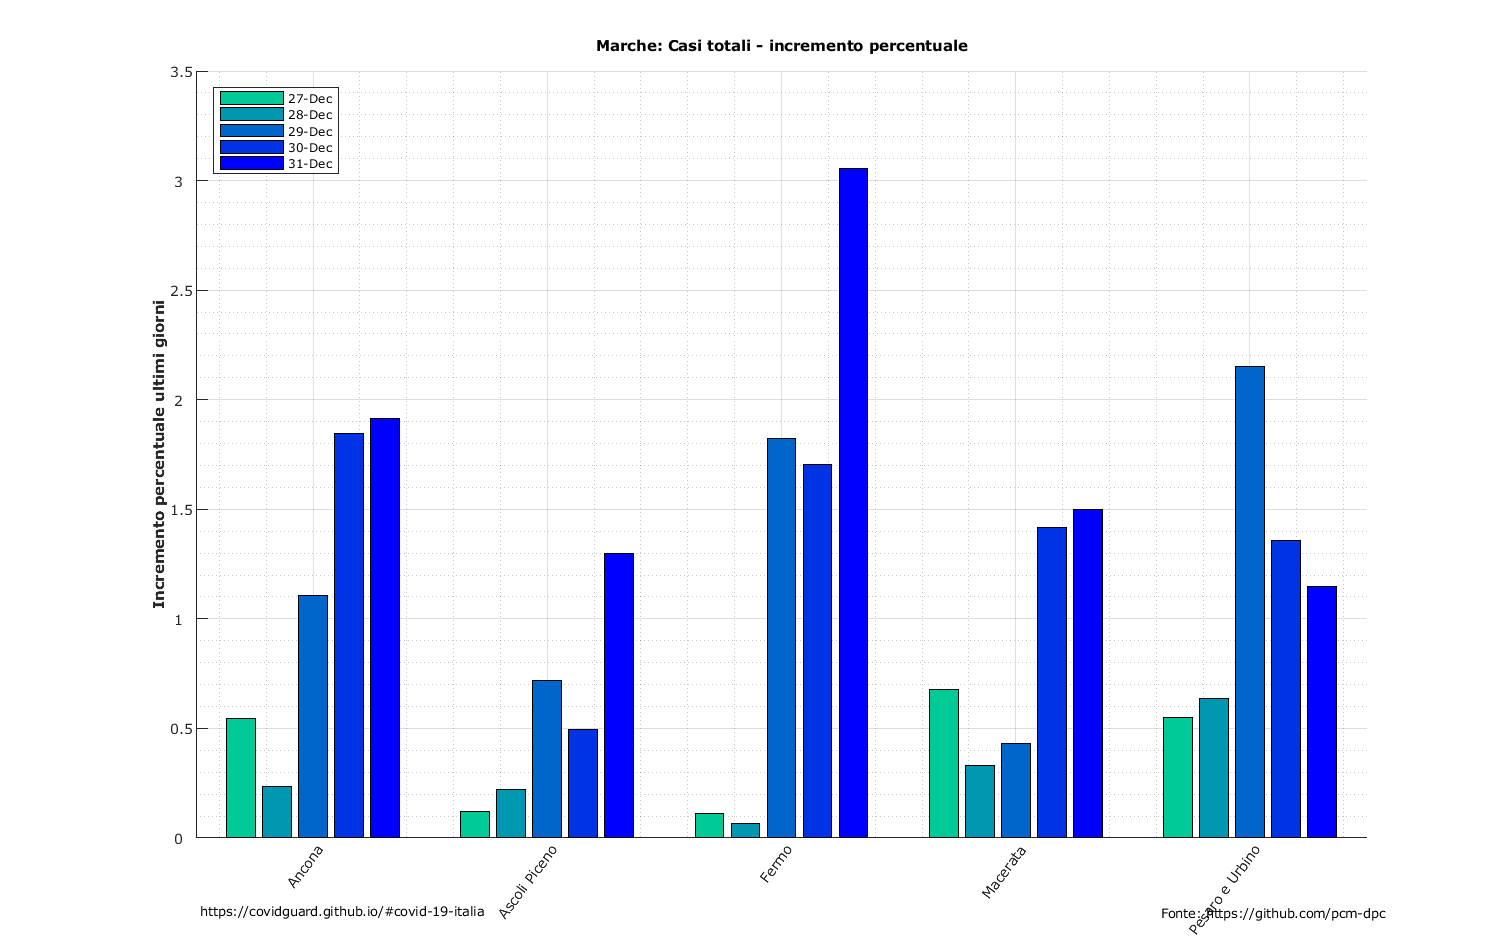 Marche: Casi totali - incremento percentuale
3.5
3
2.5
2
1.5
1
0.5
0
Incremento percentuale ultimi giorni
27-Dec
28-Dec
29-Dec
30-Dec
31-Dec
Ancona
Ascoli Piceno
Fermo
Macerata
Pesaro e Urbino
https://covidguard.github.io/#covid-19-italia
Fonte: https://github.com/pcm-dpc